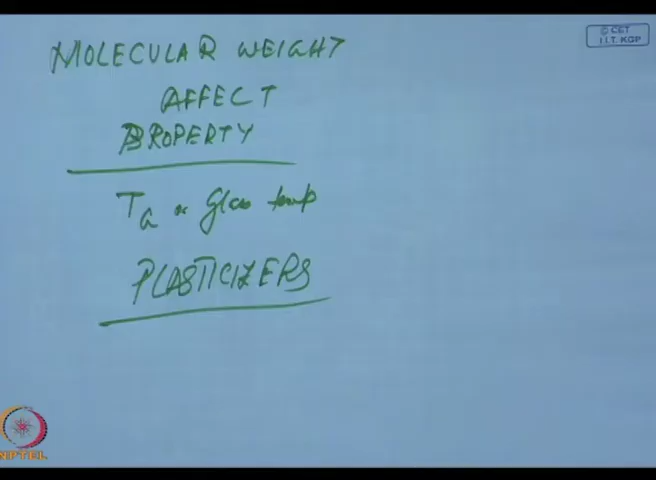 MOLECULAR WEIGHT
AFFECT
PROPERTY
TG or Glass temp
PLASTICIZERS
© CET
I.I.T. KGP
NPTEL